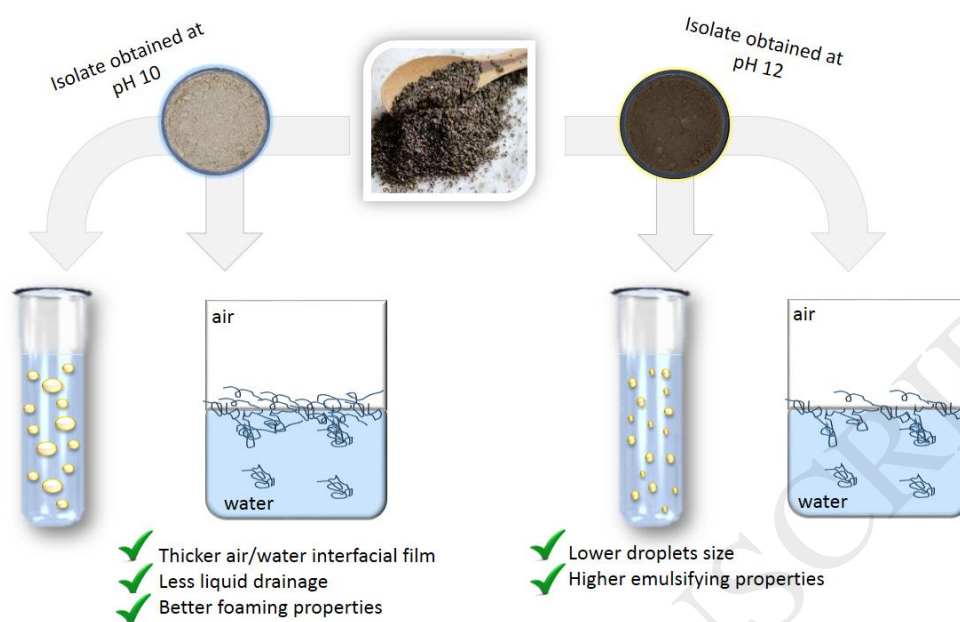 Isolate obtained at
pH 10
Isolate obtained at
pH 12
air
water
air
water
Thicker air/water interfacial film
Less liquid drainage
Better foaming properties
Lower droplets size
Higher emulsifying properties